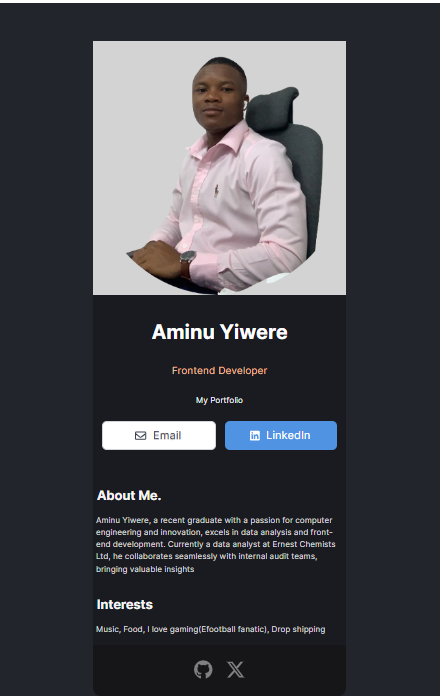 Aminu Yiwere
Frontend Developer
My Portfolio
Email
LinkedIn
About Me.
Aminu Yiwere, a recent graduate with a passion for computer
engineering and innovation, excels in data analysis and front-
end development. Currently a data analyst at Ernest Chemists
Ltd, he collaborates seamlessly with internal audit teams,
bringing valuable insights
Interests
Music, Food, I love gaming(Efootball fanatic), Drop shipping